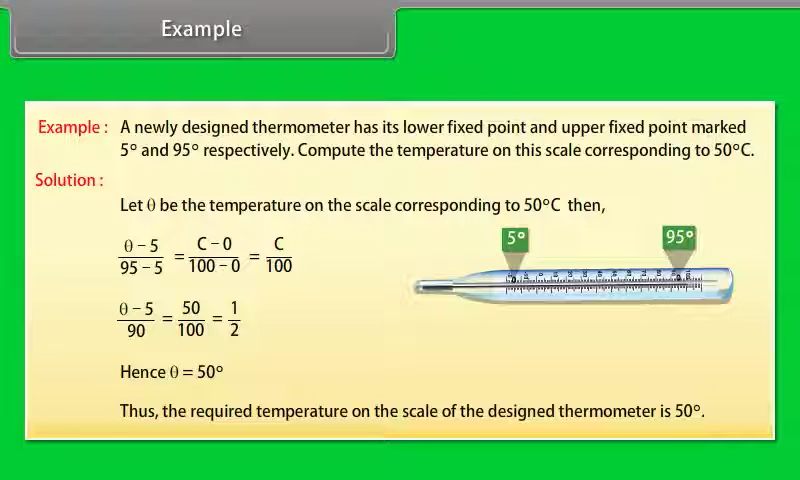 Example
Example : A newly designed thermometer has its lower fixed point and upper fixed point marked
5° and 95° respectively. Compute the temperature on this scale corresponding to 50°C.
Solution :
Let θ be the temperature on the scale corresponding to 50°C then,
θ – 5 / 95 – 5 = C – 0 / 100 – 0 = C / 100
5°
95°
θ – 5 / 90 = 50 / 100 = 1 / 2
Hence θ = 50°
Thus, the required temperature on the scale of the designed thermometer is 50°.